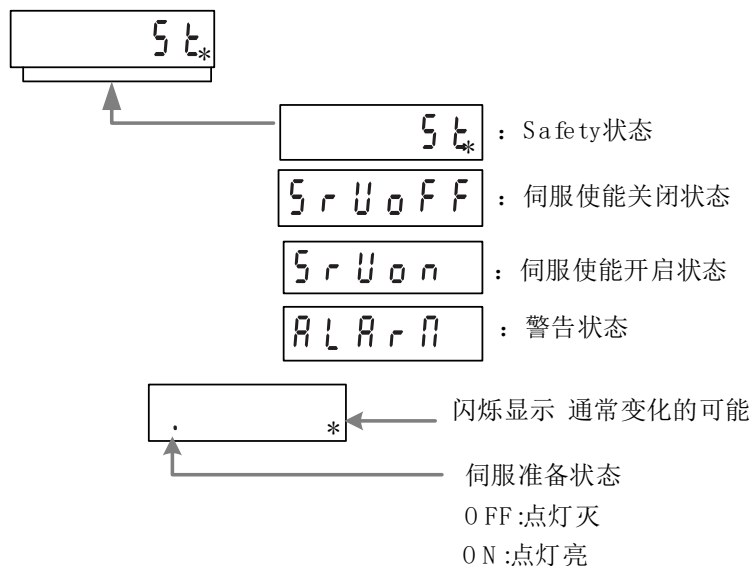 St*
St* : Safety状态
SrUoFF : 伺服使能关闭状态
SrUon : 伺服使能开启状态
ALArM : 警告状态
. * 闪烁显示 通常变化的可能
伺服准备状态
OFF:点灯灭
ON:点灯亮